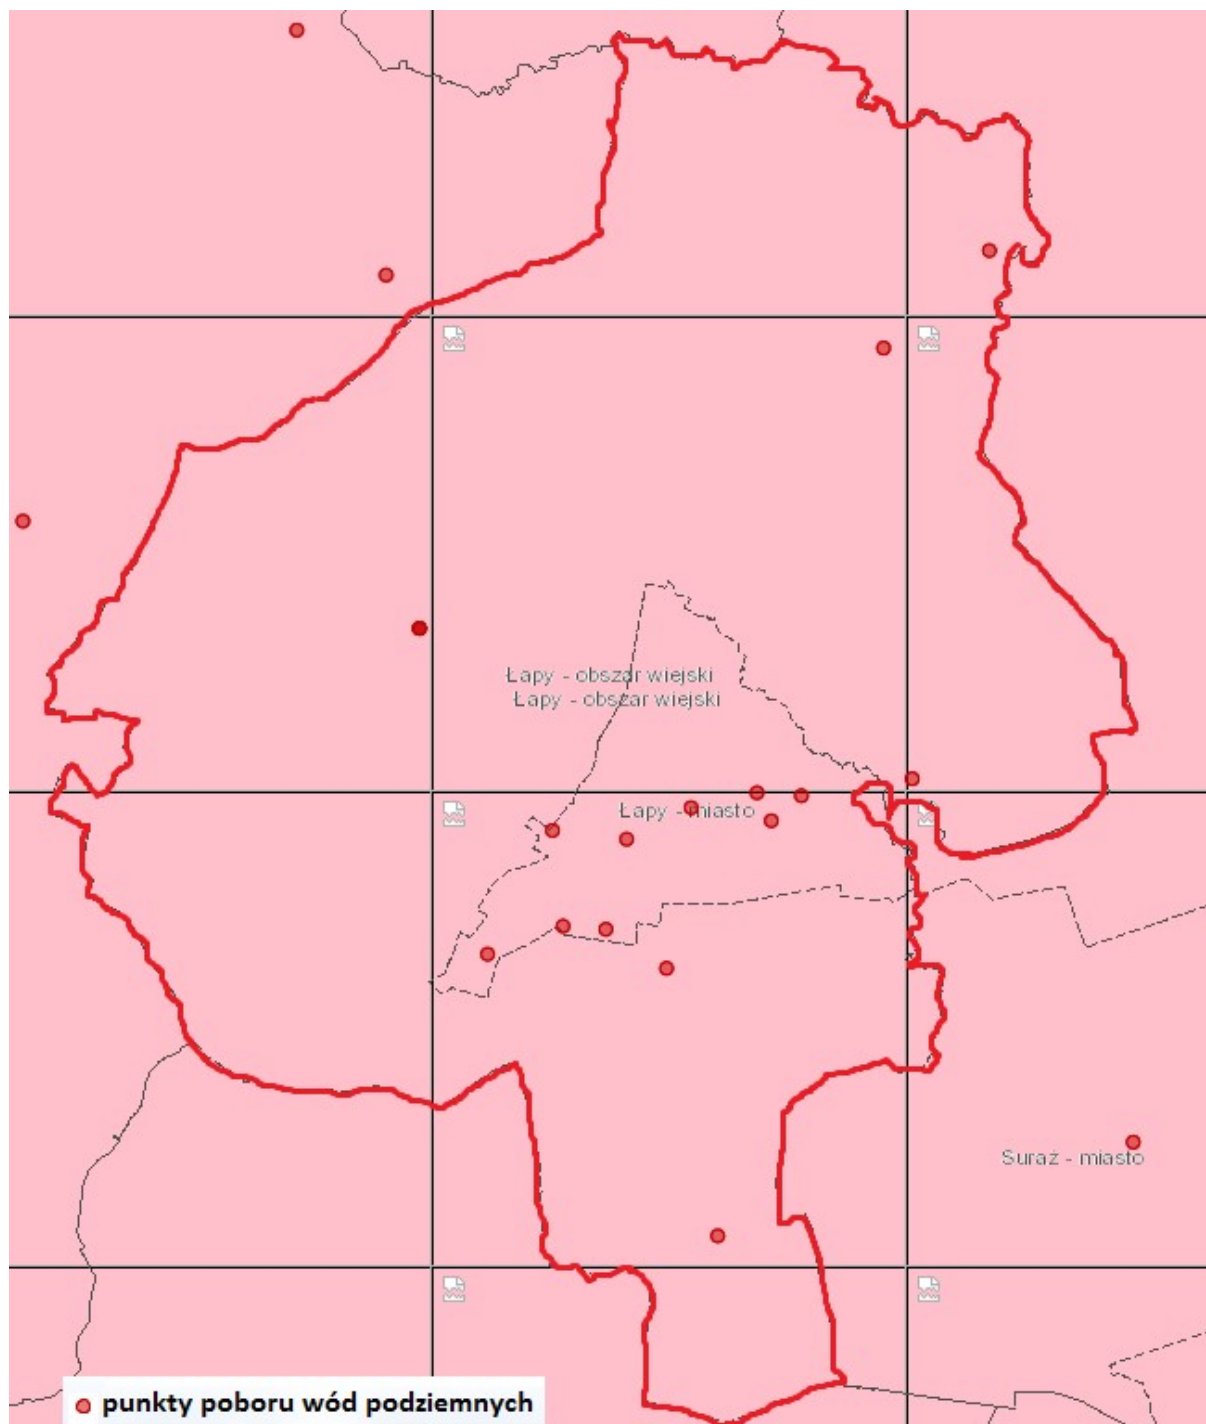 Łapy - obszar wiejski
Łapy - obszar wiejski
Łapy - miasto
Suraż - miasto
punkty poboru wód podziemnych